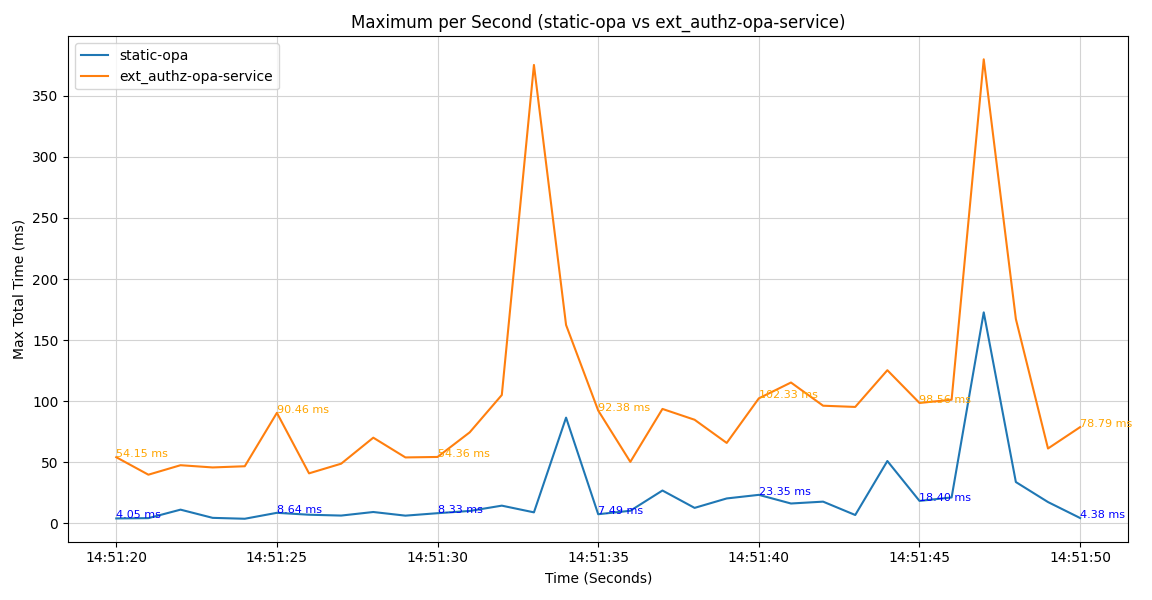 Maximum per Second (static-opa vs ext_authz-opa-service)
static-opa
ext_authz-opa-service
Max Total Time (ms)
350
300
250
200
150
100
50
0
54.15 ms
90.46 ms
54.36 ms
92.38 ms
102.33 ms
98.56 ms
78.79 ms
4.05 ms
8.64 ms
8.33 ms
7.49 ms
23.35 ms
18.40 ms
4.38 ms
14:51:20
14:51:25
14:51:30
14:51:35
14:51:40
14:51:45
14:51:50
Time (Seconds)